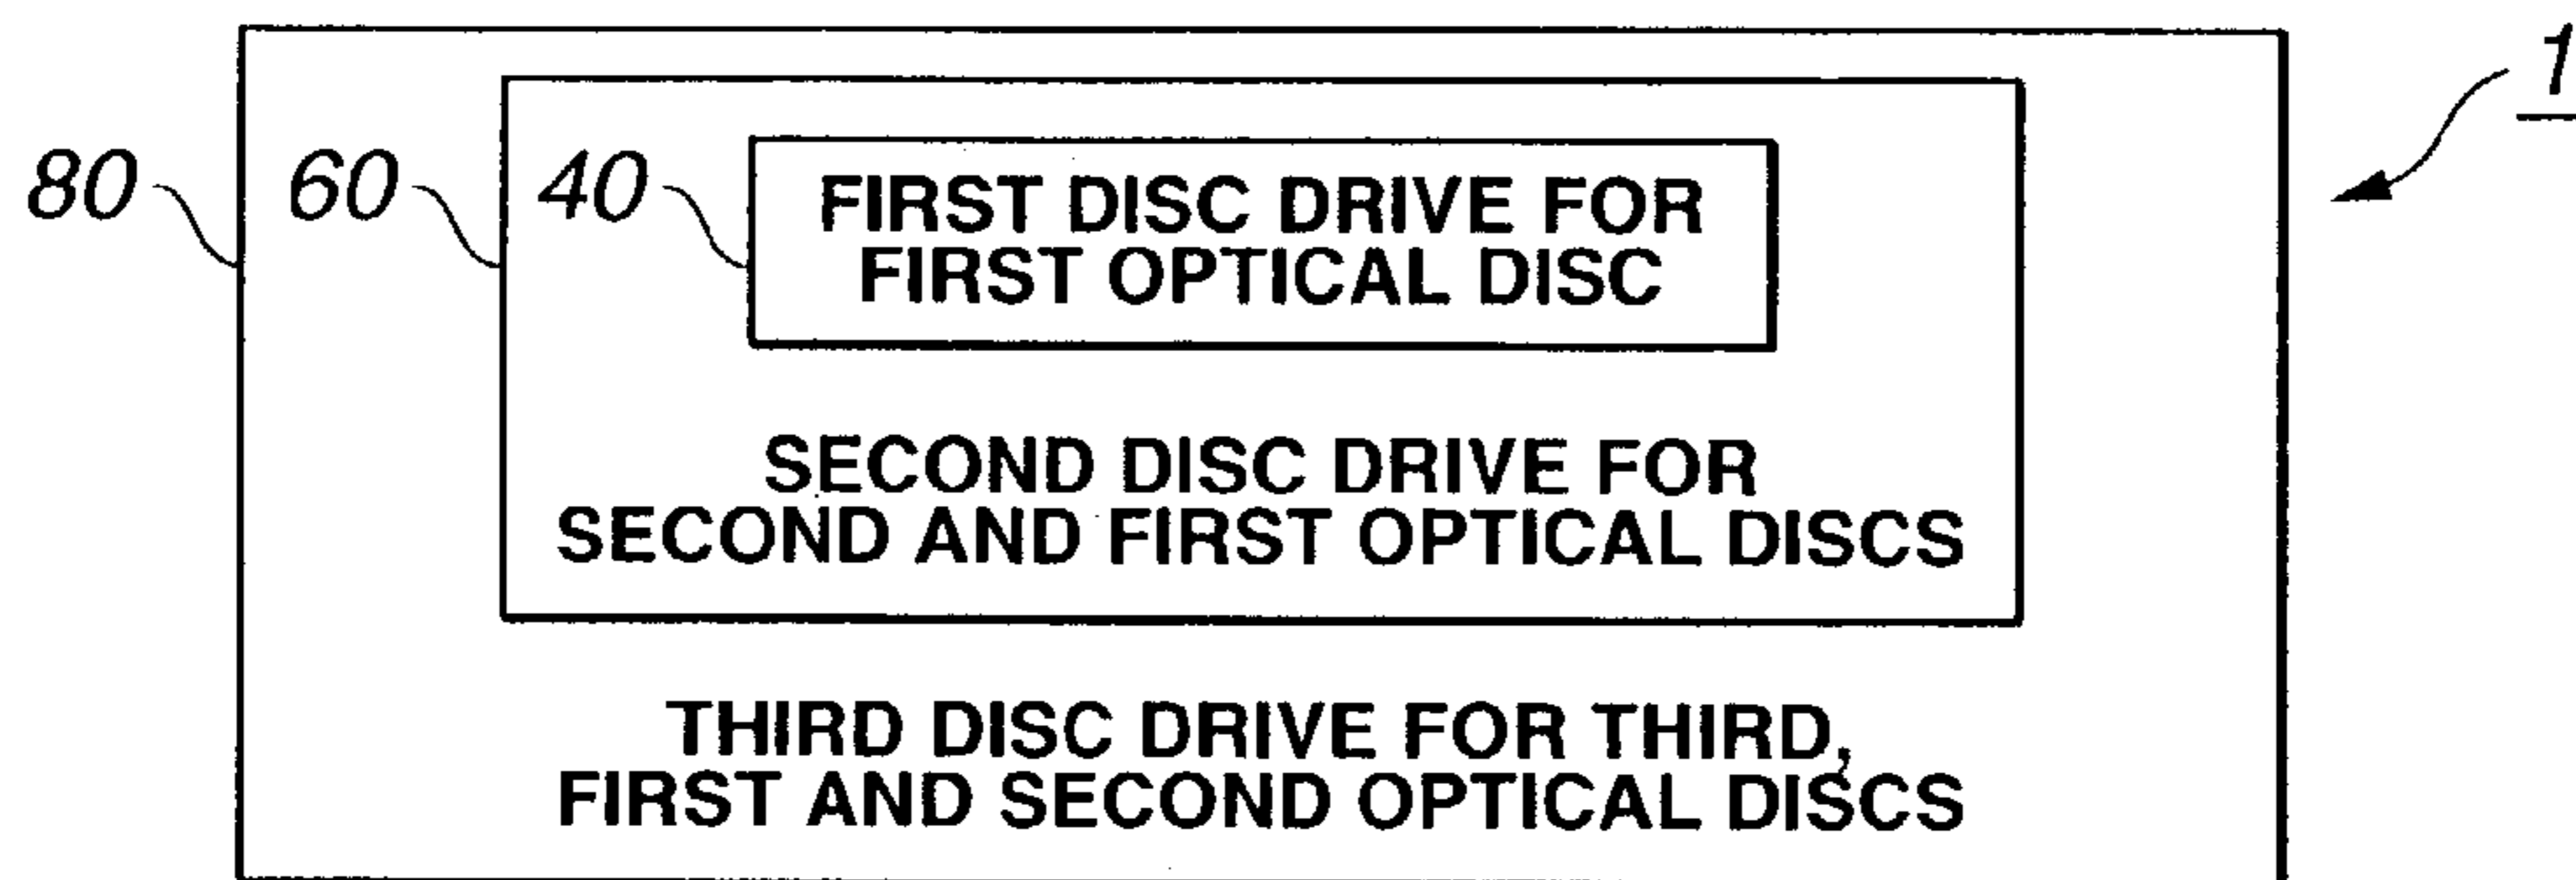 1
80 60 40 FIRST DISC DRIVE FOR
FIRST OPTICAL DISC
SECOND DISC DRIVE FOR
SECOND AND FIRST OPTICAL DISCS
THIRD DISC DRIVE FOR THIRD,
FIRST AND SECOND OPTICAL DISCS